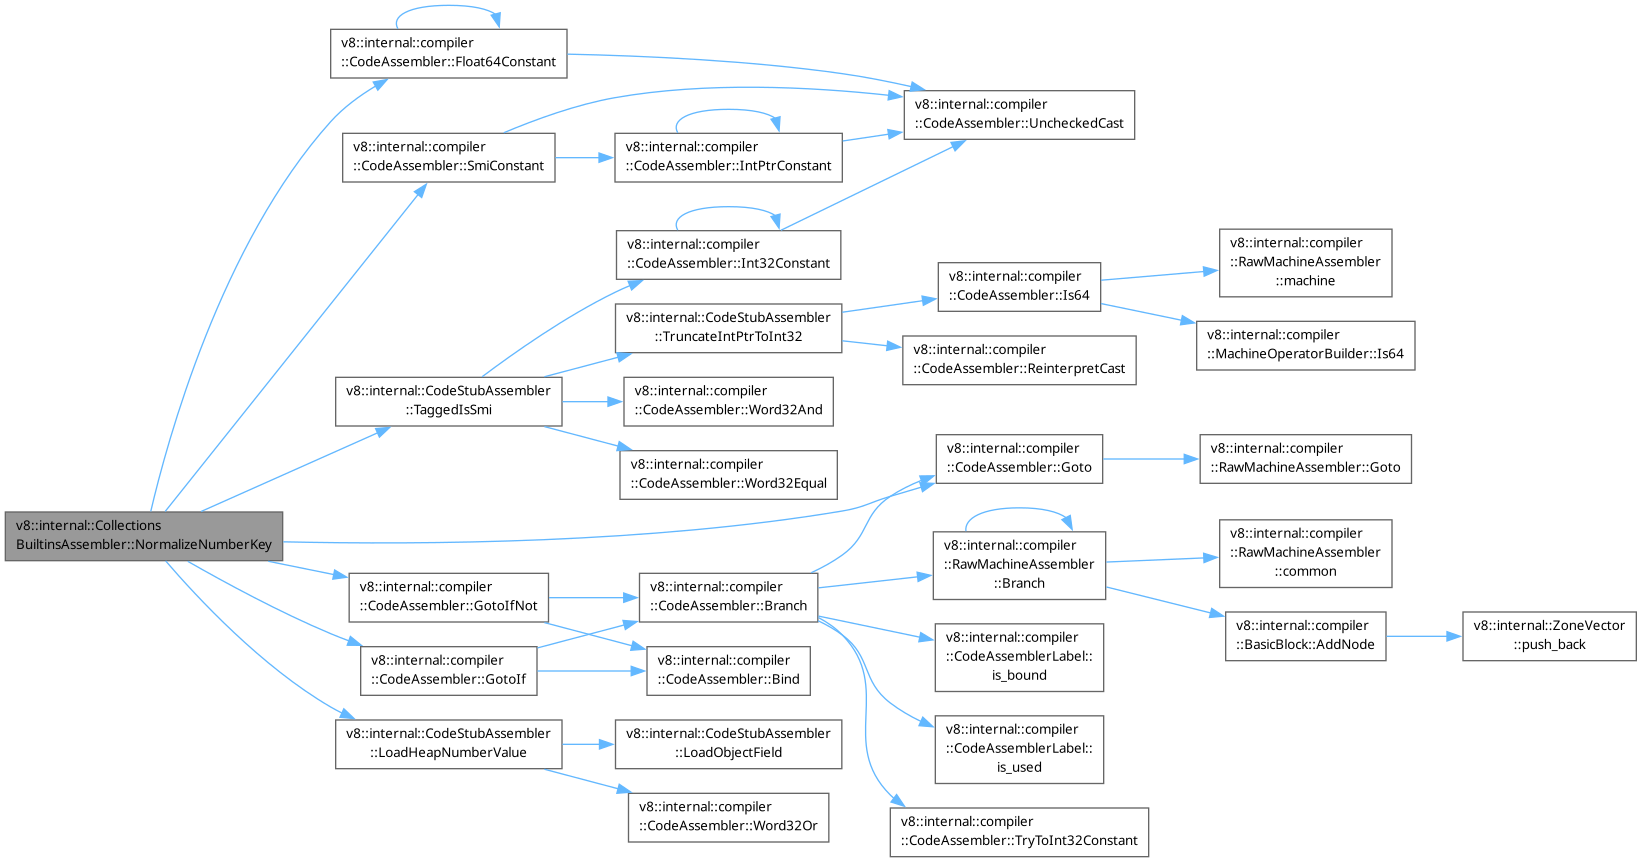 v8::internal::compiler
::CodeAssembler::Float64Constant
v8::internal::compiler
::CodeAssembler::UncheckedCast
v8::internal::compiler
::CodeAssembler::SmiConstant
v8::internal::compiler
::CodeAssembler::IntPtrConstant
v8::internal::compiler
::CodeAssembler::Int32Constant
v8::internal::compiler
::RawMachineAssembler
::machine
v8::internal::compiler
::CodeAssembler::Is64
v8::internal::CodeStubAssembler
::TruncateIntPtrToInt32
v8::internal::compiler
::MachineOperatorBuilder::Is64
v8::internal::compiler
::CodeAssembler::ReinterpretCast
v8::internal::CodeStubAssembler
::TaggedIsSmi
v8::internal::compiler
::CodeAssembler::Word32And
v8::internal::compiler
::CodeAssembler::Word32Equal
v8::internal::compiler
::CodeAssembler::Goto
v8::internal::compiler
::RawMachineAssembler::Goto
v8::internal::Collections
BuiltinsAssembler::NormalizeNumberKey
v8::internal::compiler
::RawMachineAssembler
::Branch
v8::internal::compiler
::RawMachineAssembler
::common
v8::internal::compiler
::CodeAssembler::GotoIfNot
v8::internal::compiler
::CodeAssembler::Branch
v8::internal::compiler
::BasicBlock::AddNode
v8::internal::ZoneVector
::push_back
v8::internal::compiler
::CodeAssemblerLabel::
is_bound
v8::internal::compiler
::CodeAssembler::GotoIf
v8::internal::compiler
::CodeAssembler::Bind
v8::internal::CodeStubAssembler
::LoadHeapNumberValue
v8::internal::CodeStubAssembler
::LoadObjectField
v8::internal::compiler
::CodeAssemblerLabel::
is_used
v8::internal::compiler
::CodeAssembler::Word32Or
v8::internal::compiler
::CodeAssembler::TryToInt32Constant